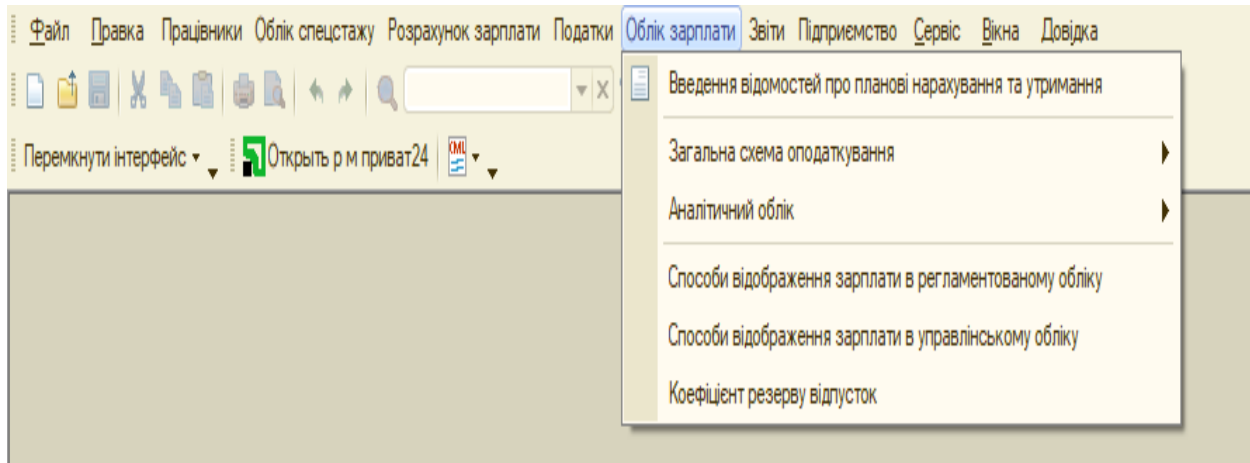 Файл Правка Працівники Облік спецстажу Розрахунок зарплати Податки Облік зарплати Звіти Підприємство Сервіс Вікна Довідка
Введення відомостей про планові нарахування та утримання
Перемкнути інтерфейс Открыть р м приват24 CML
Загальна схема оподаткування
Аналітичний облік
Способи відображення зарплати в регламентованому обліку
Способи відображення зарплати в управлінському обліку
Коефіцієнт резерву відпусток